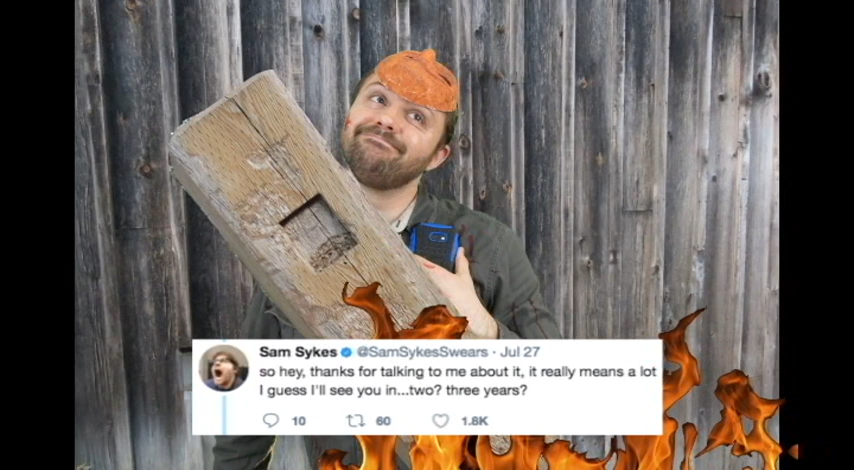 Sam Sykes @SamSykesSwears · Jul 27
so hey, thanks for talking to me about it, it really means a lot
I guess I'll see you in...two? three years?
10 60 1.8K